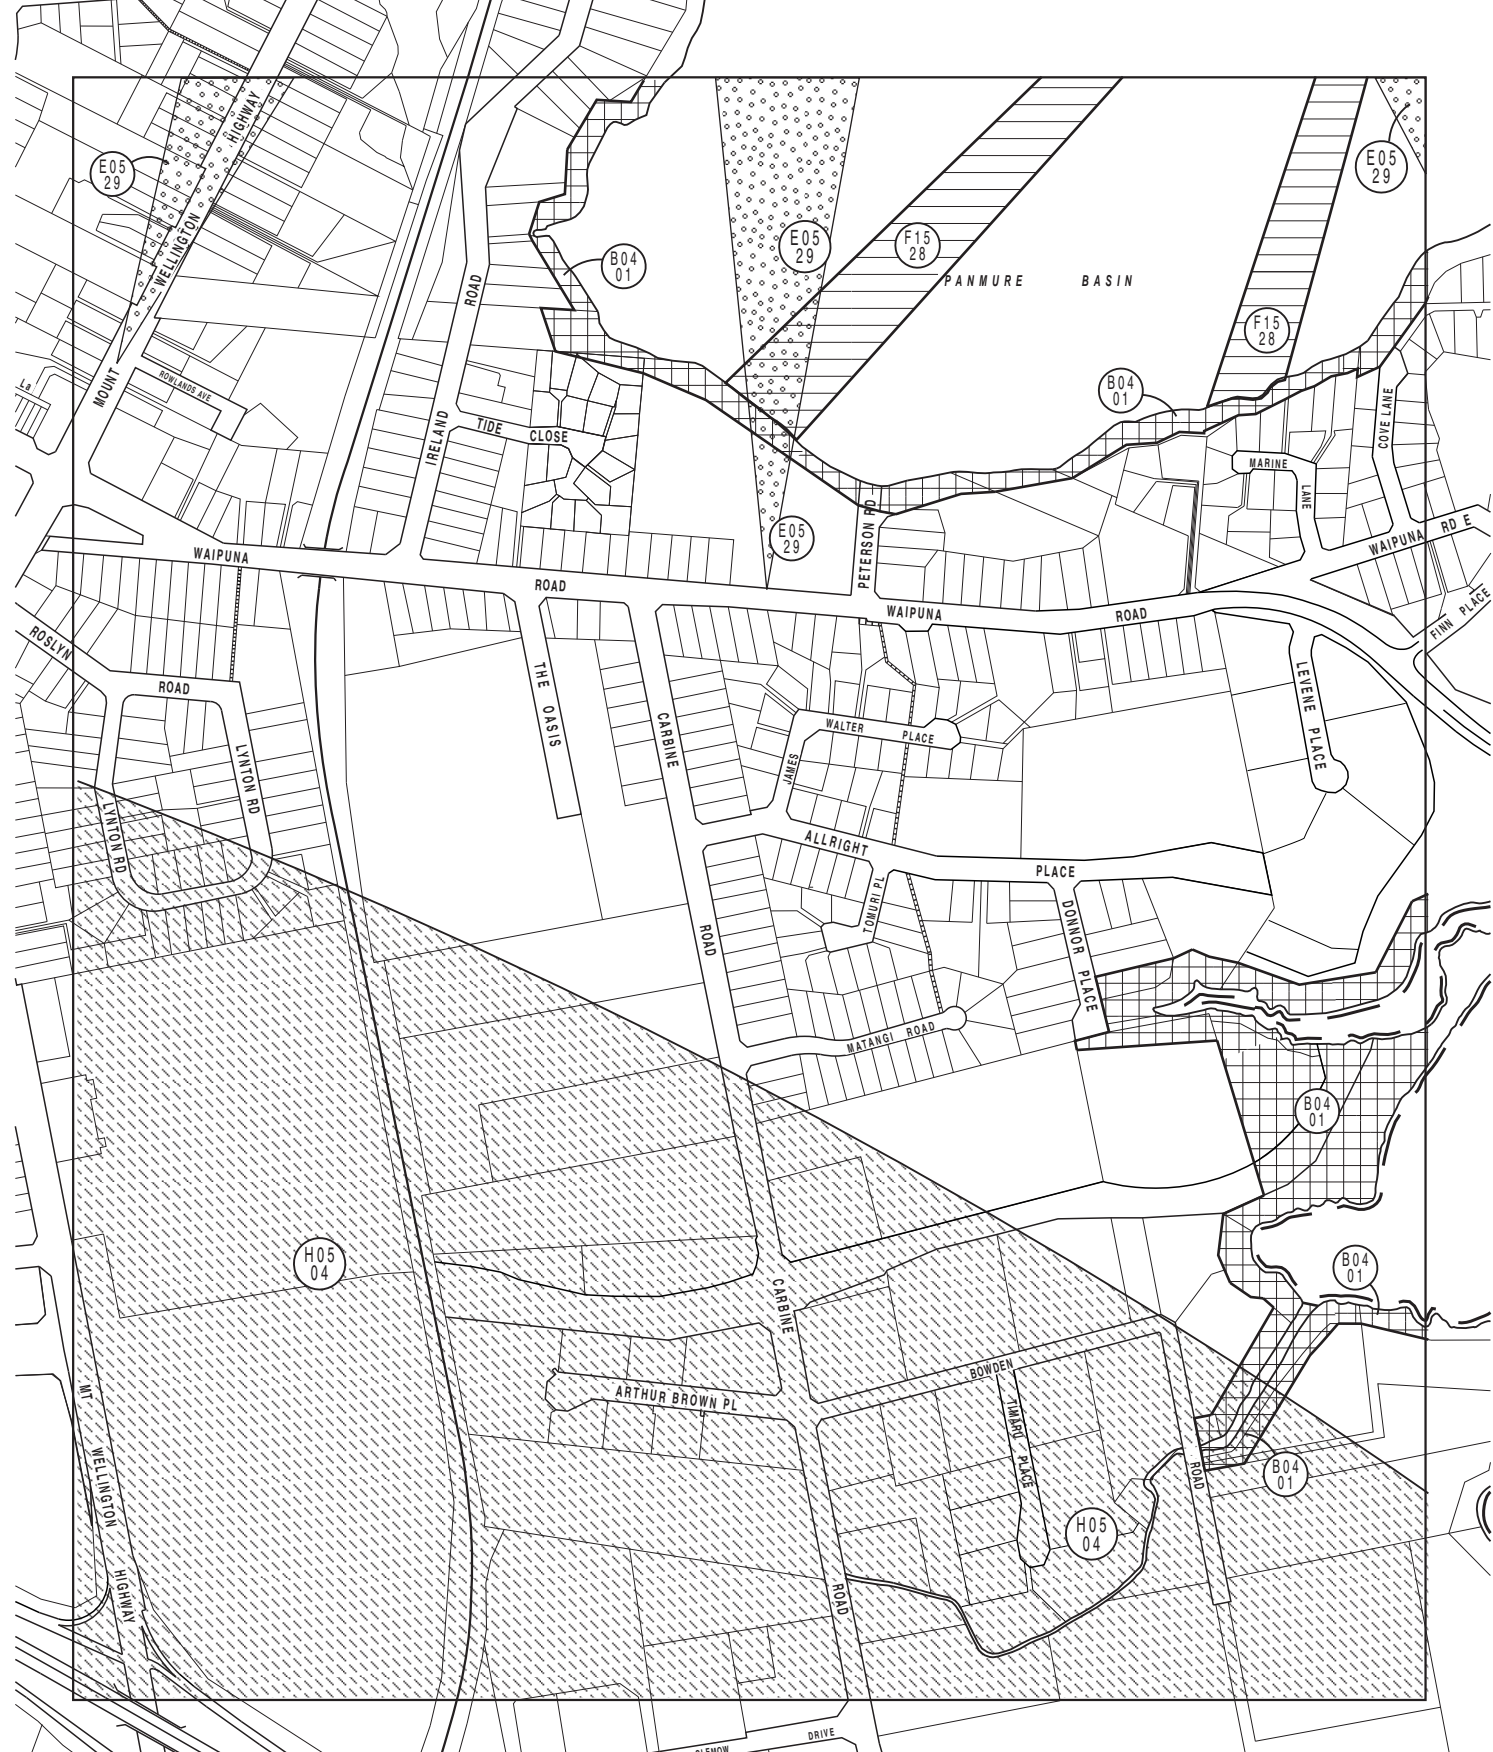 HIGHWAY
E05
29
E05
29
WELLINGTON
E05
29
F15
28
B04
01
PANMURE BASIN
ROAD
F15
28
La
MOUNT
ROWLANDS AVE
B04
01
IRELAND
TIDE CLOSE
COVE LANE
MARINE
LANE
E05
29
PETERSON RD
WAIPUNA RD E
WAIPUNA
ROAD
WAIPUNA
ROAD
FINN PLACE
ROSLYN
ROAD
THE OASIS
CARBINE
LEVENE PLACE
WALTER PLACE
JAMES
LYNTON RD
LYNTON RD
ALLRIGHT
PLACE
TOMURI PL
DONNOR PLACE
ROAD
MATANGI ROAD
B04
01
H05
04
B04
01
CARBINE
BOWDEN
MT
ARTHUR BROWN PL
TIMARU PLACE
WELLINGTON
ROAD
B04
01
H05
04
HIGHWAY
ROAD
DRIVE